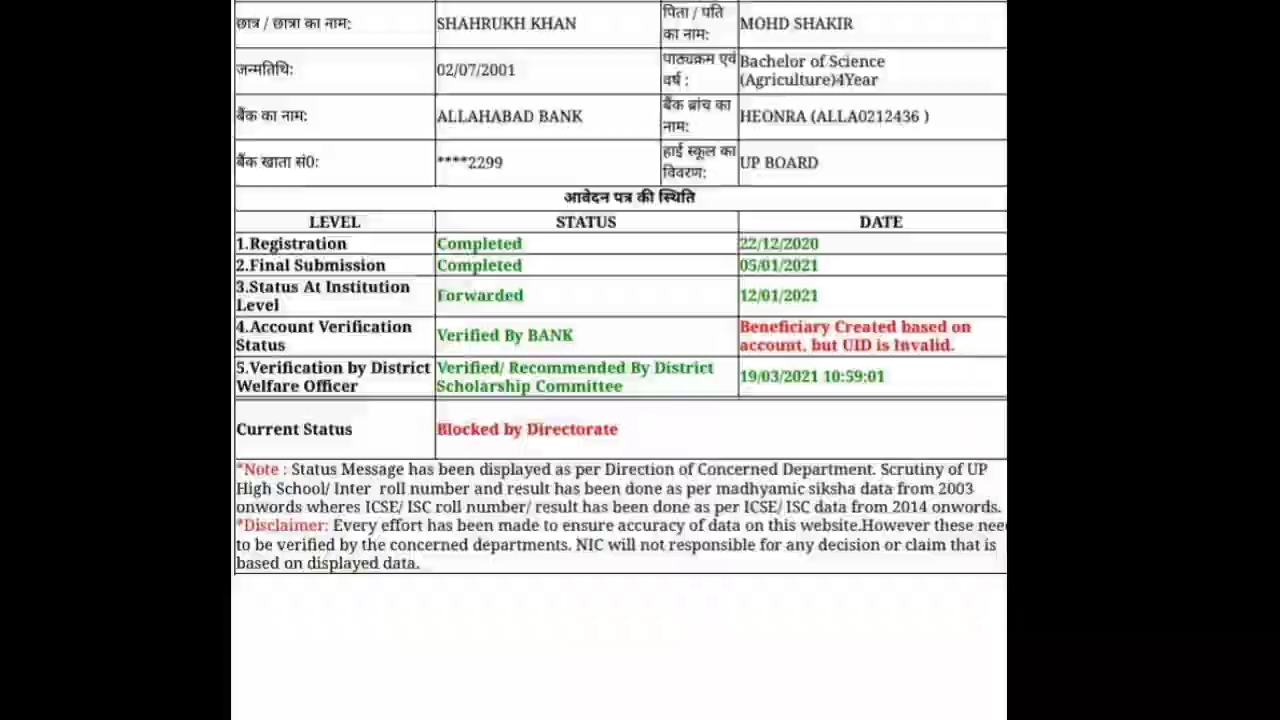 छात्र / छात्रा का नाम: SHAHRUKH KHAN पिता / पति का नाम: MOHD SHAKIR
जन्मतिथि: 02/07/2001 पाठ्यक्रम एवं वर्ष : Bachelor of Science (Agriculture)4Year
बैंक का नाम: ALLAHABAD BANK बैंक ब्रांच का नाम: HEONRA (ALLA0212436 )
बैंक खाता सं0: ****2299 हाई स्कूल का विवरण: UP BOARD
आवेदन पत्र की स्थिति
LEVEL STATUS DATE
1.Registration Completed 22/12/2020
2.Final Submission Completed 05/01/2021
3.Status At Institution Level Forwarded 12/01/2021
4.Account Verification Status Verified By BANK Beneficiary Created based on account, but UID is Invalid.
5.Verification by District Welfare Officer Verified/ Recommended By District Scholarship Committee 19/03/2021 10:59:01
Current Status Blocked by Directorate
*Note : Status Message has been displayed as per Direction of Concerned Department. Scrutiny of UP
High School/ Inter roll number and result has been done as per madhyamic siksha data from 2003
onwords wheres ICSE/ ISC roll number/ result has been done as per ICSE/ ISC data from 2014 onwords.
*Disclaimer: Every effort has been made to ensure accuracy of data on this website.However these nee
to be verified by the concerned departments. NIC will not responsible for any decision or claim that is
based on displayed data.